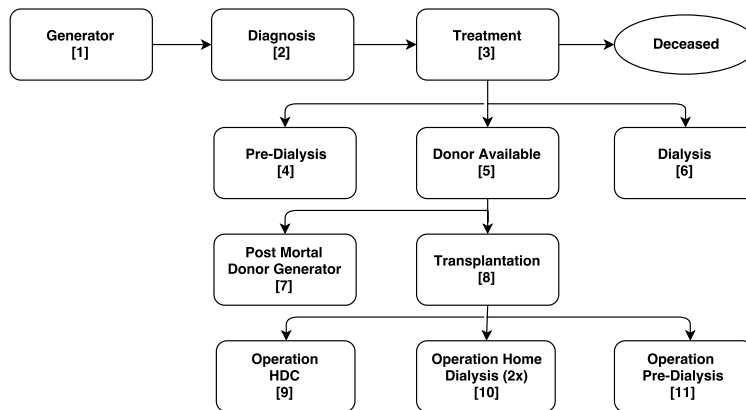 Generator
[1]
Diagnosis
[2]
Treatment
[3]
Deceased
Pre-Dialysis
[4]
Donor Available
[5]
Dialysis
[6]
Post Mortal
Donor Generator
[7]
Transplantation
[8]
Operation
HDC
[9]
Operation Home
Dialysis (2x)
[10]
Operation
Pre-Dialysis
[11]